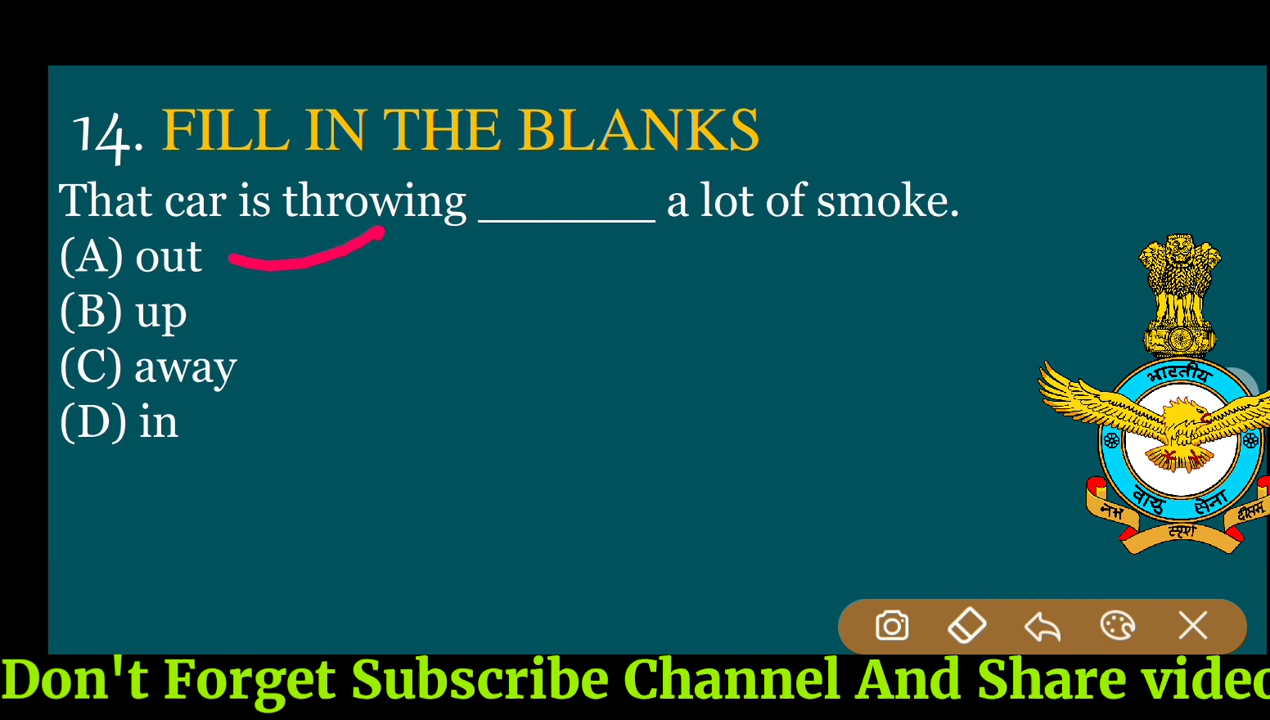 14. FILL IN THE BLANKS
That car is throwing _______ a lot of smoke.
(A) out
(B) up
(C) away
(D) in
भारतीय
वायु सेना
नभ स्पृशं दीप्तम्
Don't Forget Subscribe Channel And Share video